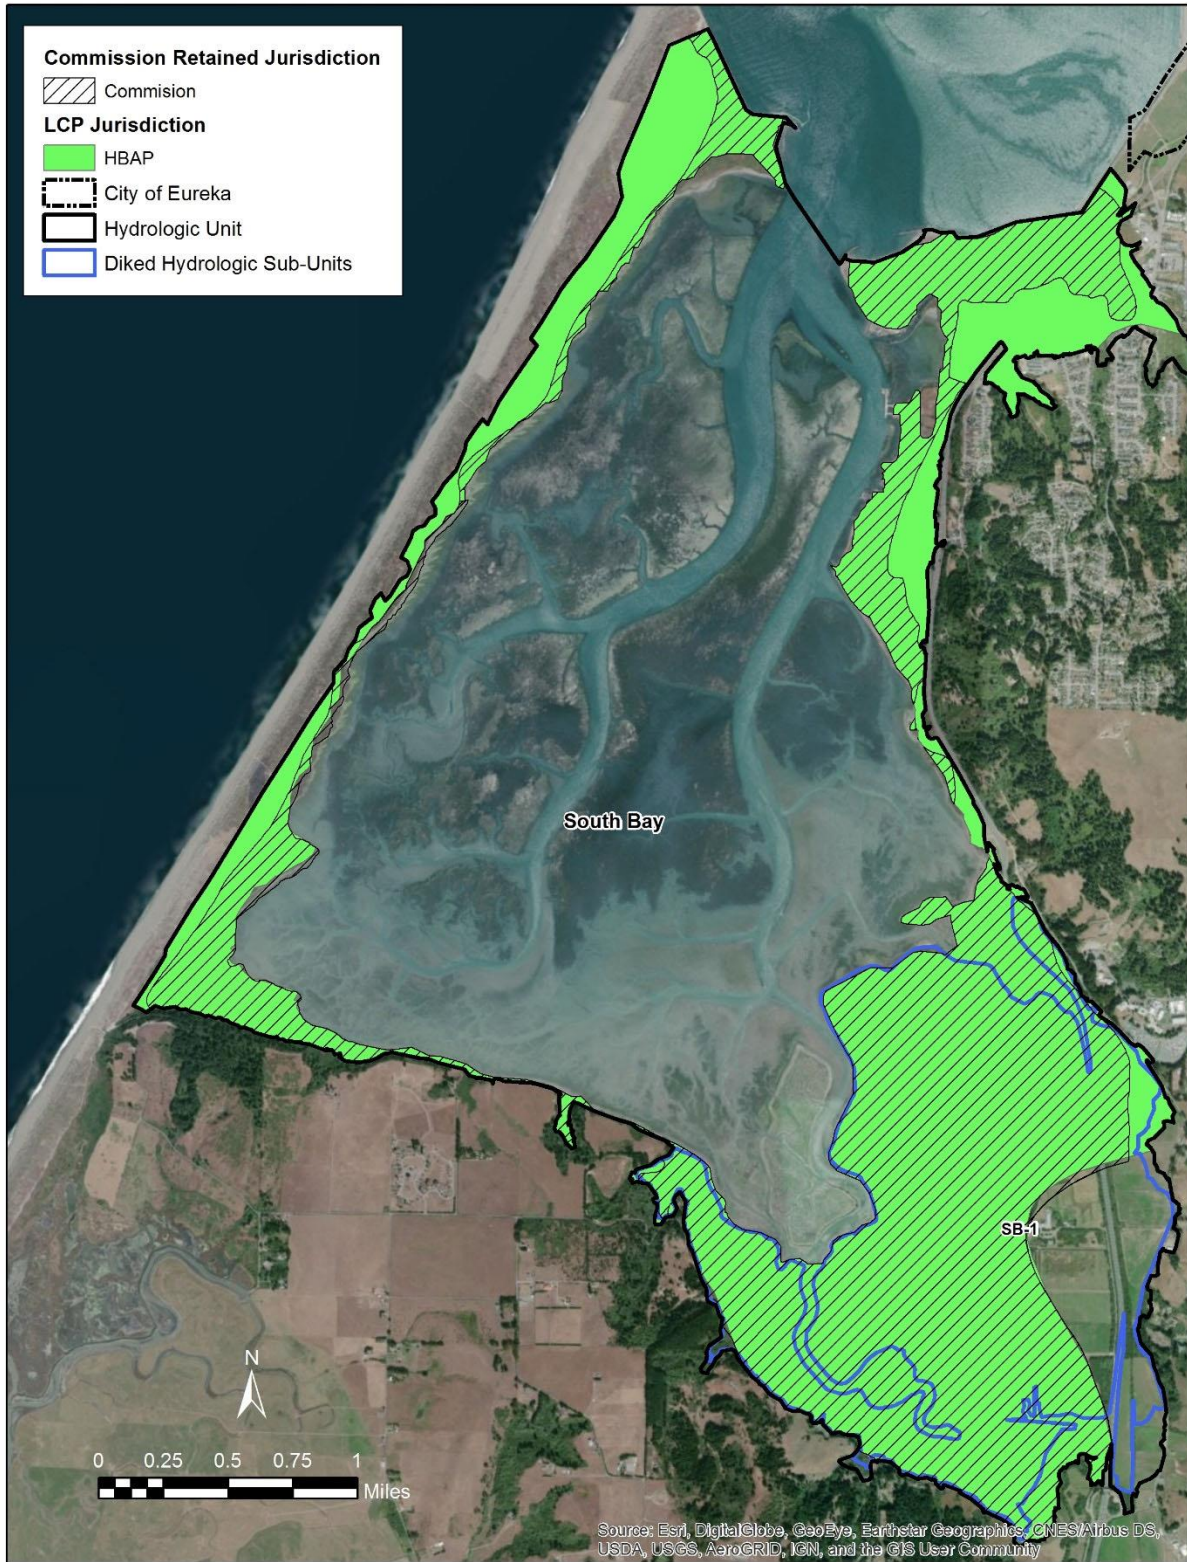 Commission Retained Jurisdiction
Commision
LCP Jurisdiction
HBAP
City of Eureka
Hydrologic Unit
Diked Hydrologic Sub-Units
South Bay
SB-1
N
0 0.25 0.5 0.75 1
Miles
Source: Esri, DigitalGlobe, GeoEye, Earthstar Geographics, CNES/Airbus DS,
USDA, USGS, AeroGRID, IGN, and the GIS User Community